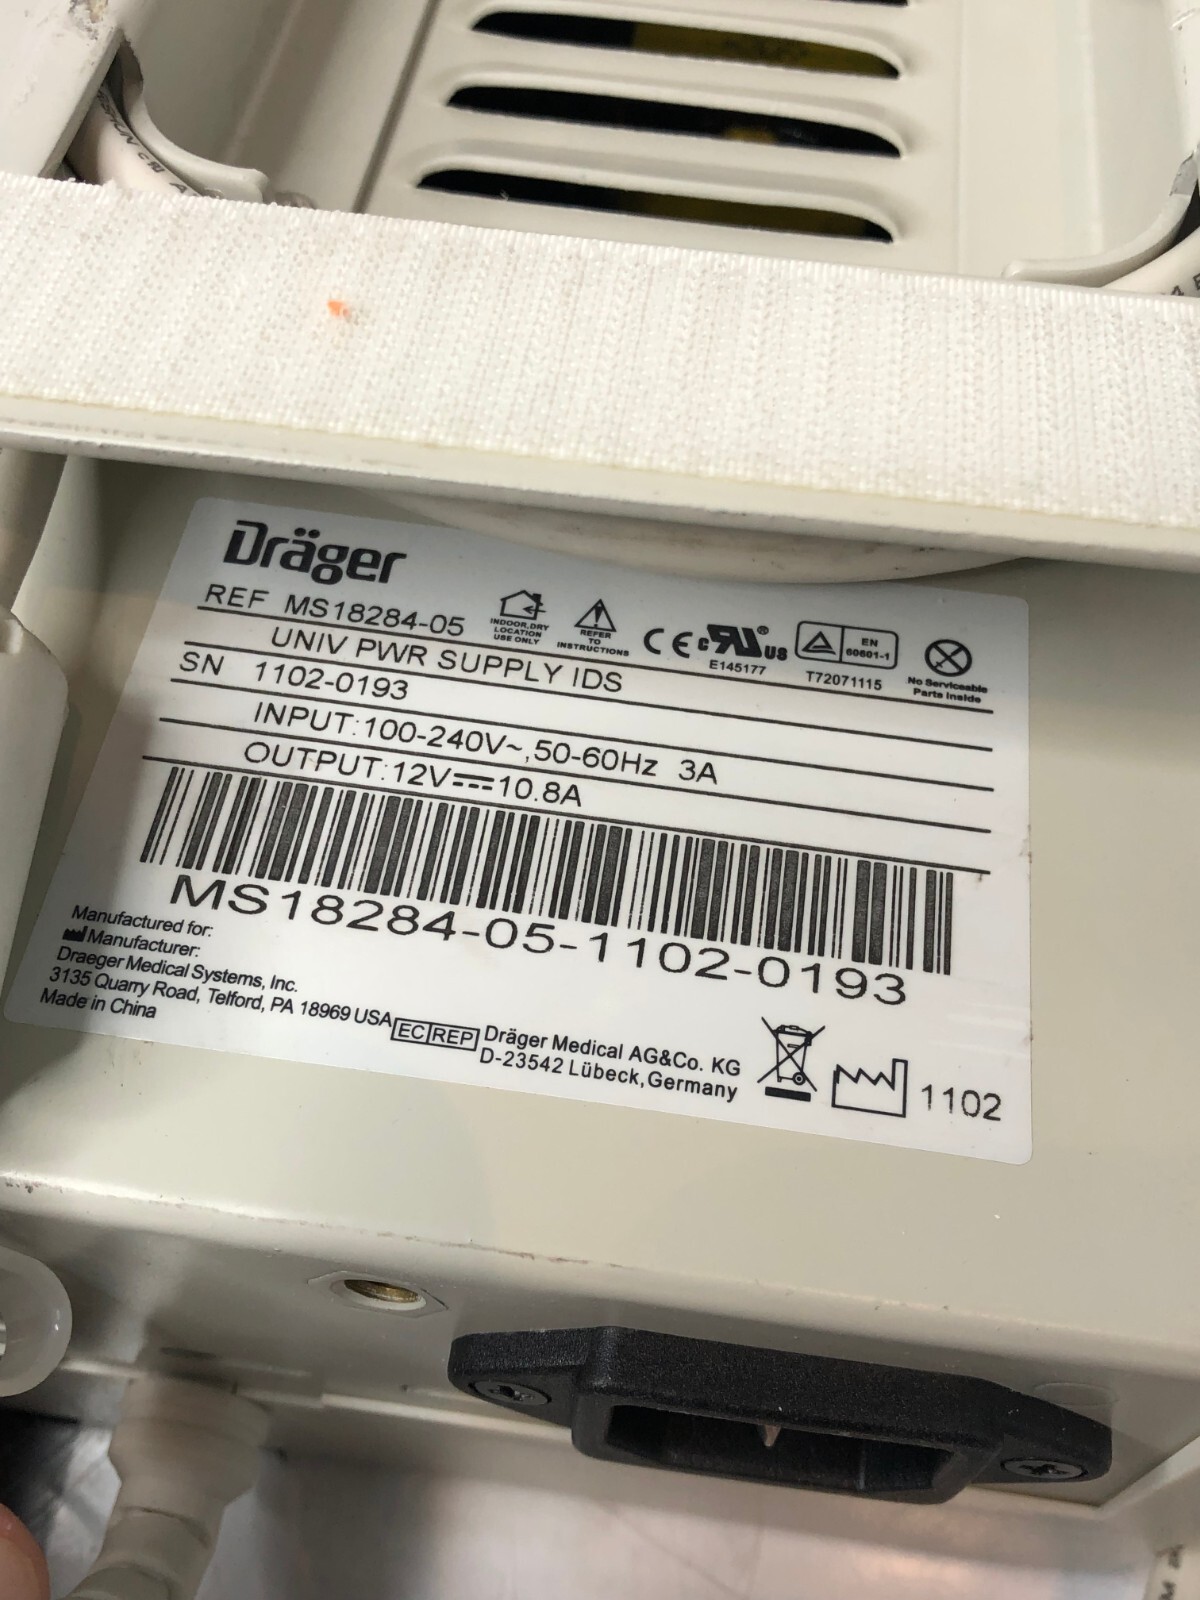 Dräger
REF MS18284-05
INDOOR,DRY
LOCATION
USE ONLY
REFER
TO
INSTRUCTIONS
CE
c RU® US
E145177
EN
60601-1
T72071115
No Serviceable
Parts Inside
UNIV PWR SUPPLY IDS
SN 1102-0193
INPUT:100-240V~,50-60Hz 3A
OUTPUT:12V⎓10.8A
MS18284-05-1102-0193
Manufactured for:
Manufacturer:
Draeger Medical Systems, Inc.
3135 Quarry Road, Telford, PA 18969 USA
Made in China
EC REP Dräger Medical AG&Co. KG
D-23542 Lübeck,Germany
1102